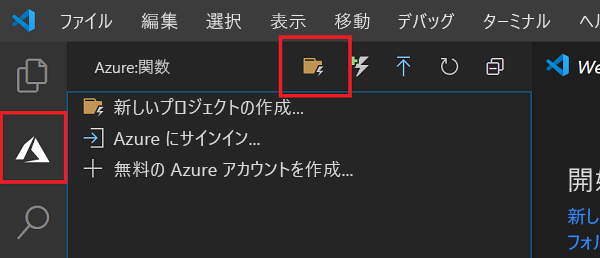 ファイル 編集 選択 表示 移動 デバッグ ターミナル
Azure:関数
We
新しいプロジェクトの作成...
Azure にサインイン...
無料の Azure アカウントを作成...
開
新し
フォル